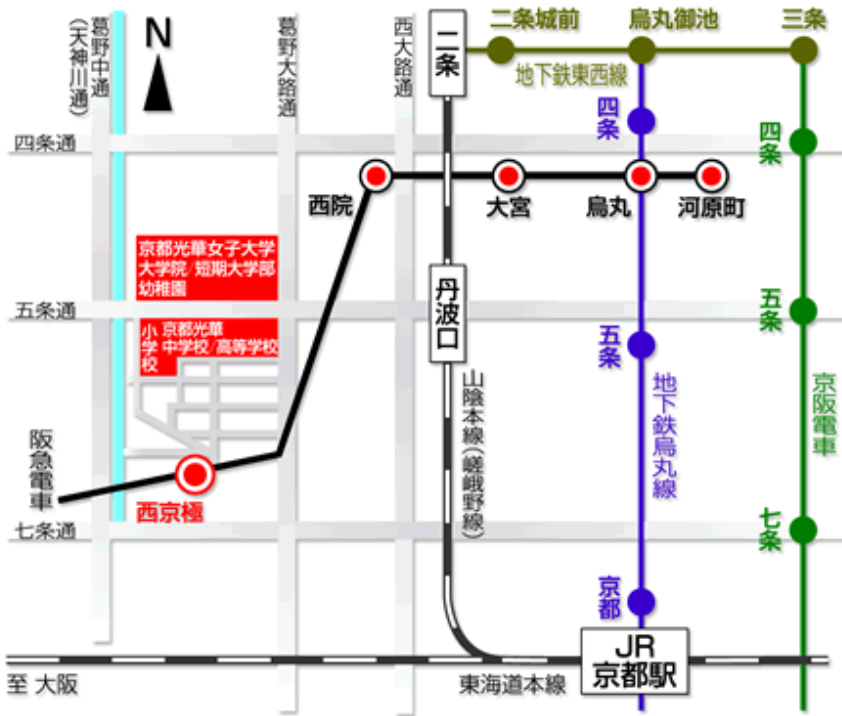 葛野中通
(天神川通)
N
葛野大路通
西大路通
二条
二条城前
烏丸御池
三条
地下鉄東西線
四条
四条
四条通
西院
大宮
烏丸
河原町
京都光華女子大学
大学院/短期大学部
幼稚園
五条通
丹波口
五条
五条
小学校
京都光華
中学校/高等学校
山陰本線(嵯峨野線)
地下鉄烏丸線
京阪電車
阪急電車
西京極
七条通
七条
京都
JR
京都駅
至 大阪
東海道本線